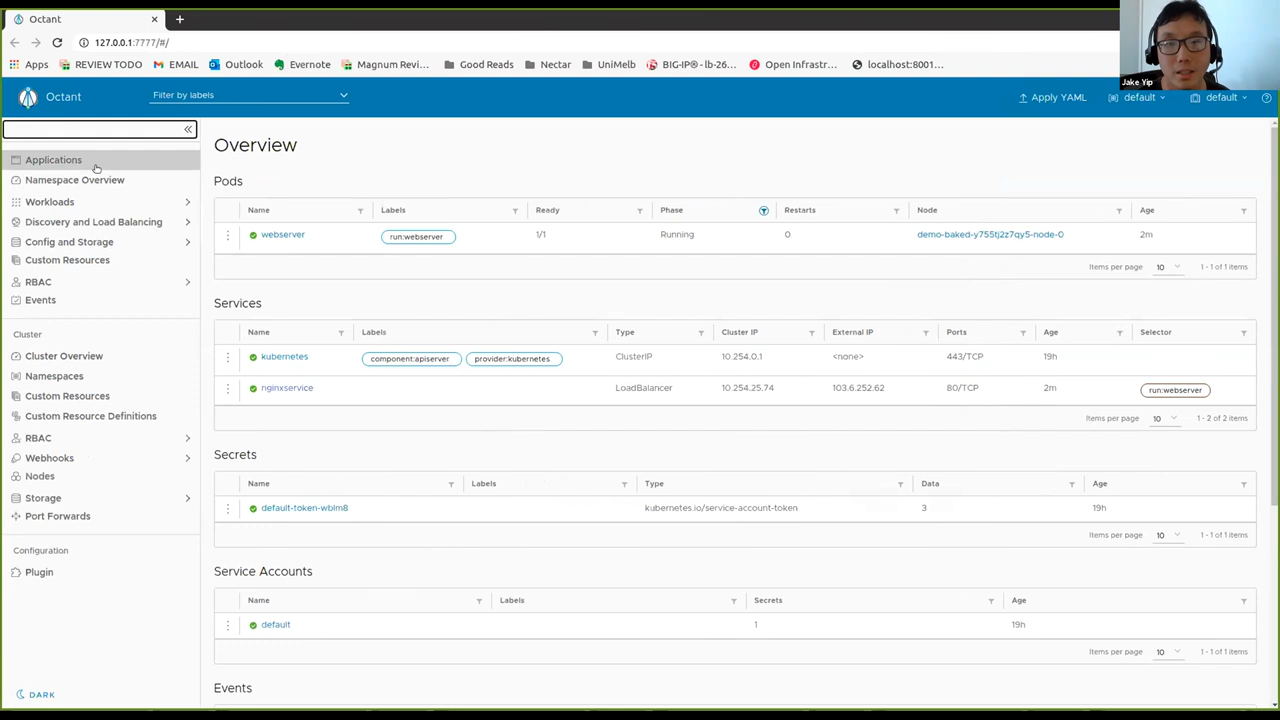 Octant
127.0.0.1:7777/#/
Apps REVIEW TODO EMAIL Outlook Evernote Magnum Revi... Good Reads Nectar UniMelb BIG-IP® - lb-26... Open Infrastr... localhost:8001...
Jake Yip
Octant Filter by labels Apply YAML default default
Applications
Namespace Overview
Workloads
Discovery and Load Balancing
Config and Storage
Custom Resources
RBAC
Events
Cluster
Cluster Overview
Namespaces
Custom Resources
Custom Resource Definitions
RBAC
Webhooks
Nodes
Storage
Port Forwards
Configuration
Plugin
DARK
Overview
Pods
Name Labels Ready Phase Restarts Node Age
webserver run:webserver 1/1 Running 0 demo-baked-y755tj2z7qy5-node-0 2m
Items per page 10 1 - 1 of 1 items
Services
Name Labels Type Cluster IP External IP Ports Age Selector
kubernetes component:apiserver provider:kubernetes ClusterIP 10.254.0.1 <none> 443/TCP 19h
nginxservice LoadBalancer 10.254.25.74 103.6.252.62 80/TCP 2m run:webserver
Items per page 10 1 - 2 of 2 items
Secrets
Name Labels Type Data Age
default-token-wblm8 kubernetes.io/service-account-token 3 19h
Items per page 10 1 - 1 of 1 items
Service Accounts
Name Labels Secrets Age
default 1 19h
Items per page 10 1 - 1 of 1 items
Events